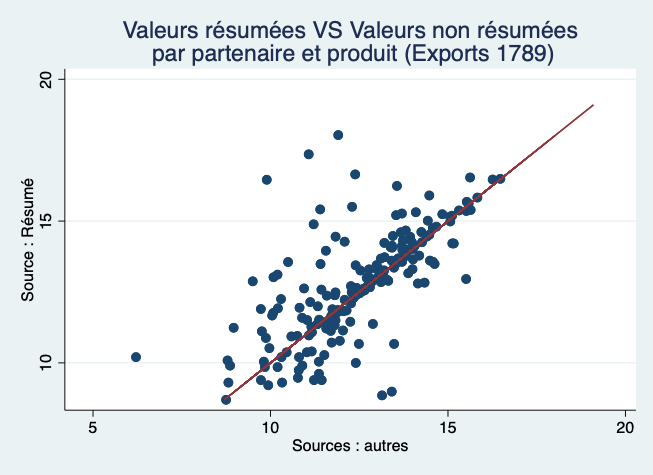 Valeurs résumées VS Valeurs non résumées
par partenaire et produit (Exports 1789)
20
15
10
Source : Résumé
5
10
15
20
Sources : autres